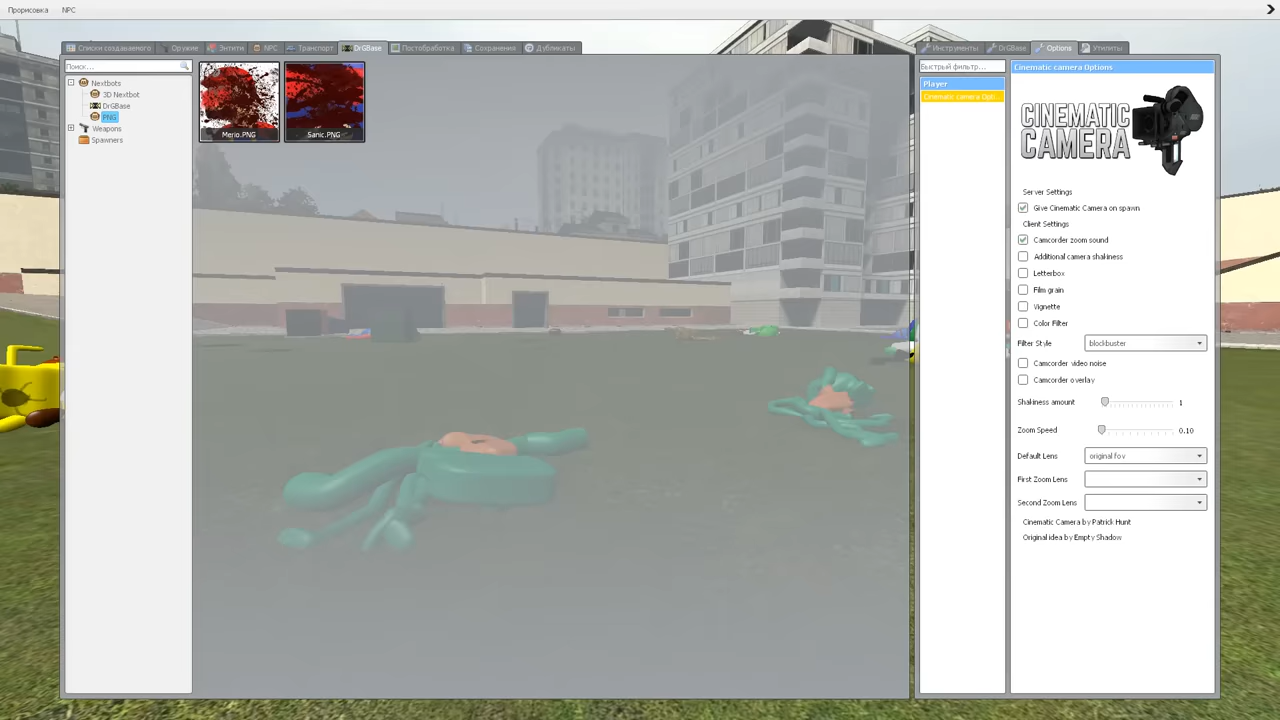 Прорисовка NPC
Списки создаваемого Оружие Энтити NPC Транспорт DrGBase Постобработка Сохранения Дубликаты
Поиск...
Nextbots
3D Nextbot
DrGBase
PNG
Weapons
Spawners
Merio.PNG
Sanic.PNG
Инструменты DrGBase Options Утилиты
Быстрый фильтр...
Player
Cinematic camera Opti...
Cinematic camera Options
CINEMATIC
CAMERA
Server Settings
Give Cinematic Camera on spawn
Client Settings
Camcorder zoom sound
Additional camera shakiness
Letterbox
Film grain
Vignette
Color Filter
Filter Style blockbuster
Camcorder video noise
Camcorder overlay
Shakiness amount 1
Zoom Speed 0.10
Default Lens original fov
First Zoom Lens
Second Zoom Lens
Cinematic Camera by Patrick Hunt
Original idea by Empty Shadow